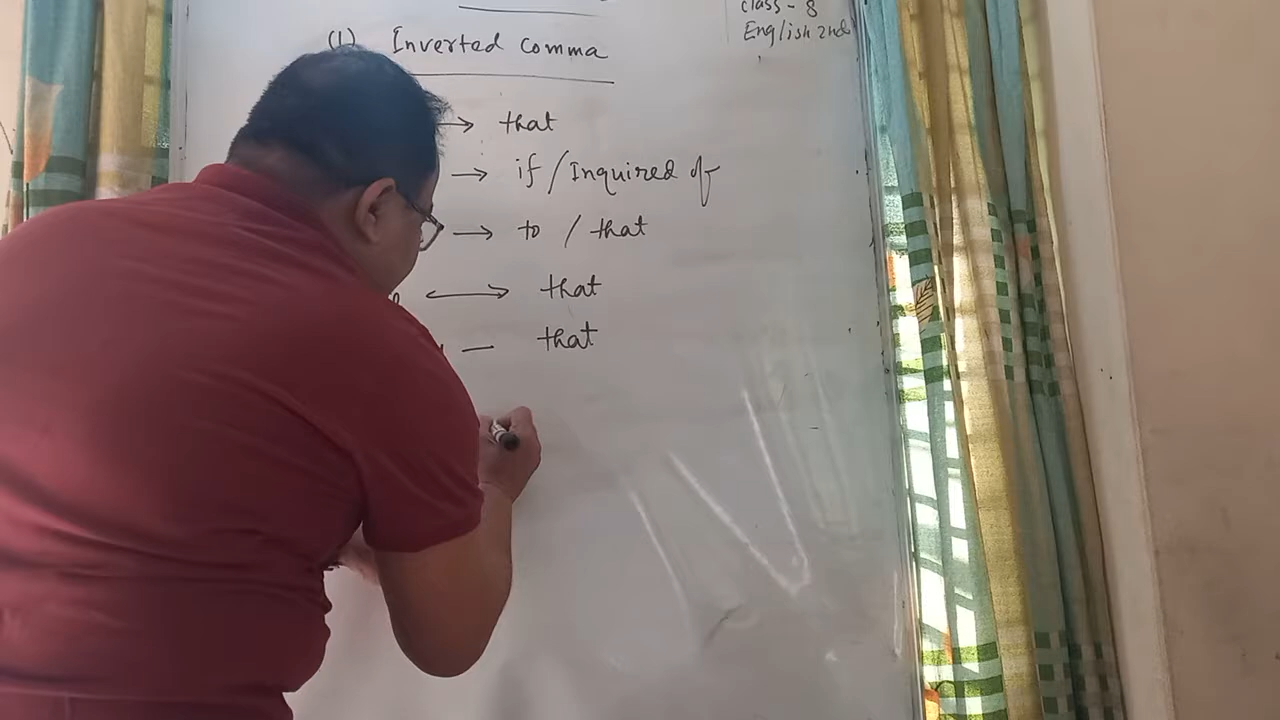 class - 8
English 2nd
(1) Inverted comma
→ that
→ if / Inquired of
→ to / that
↔ that
— that